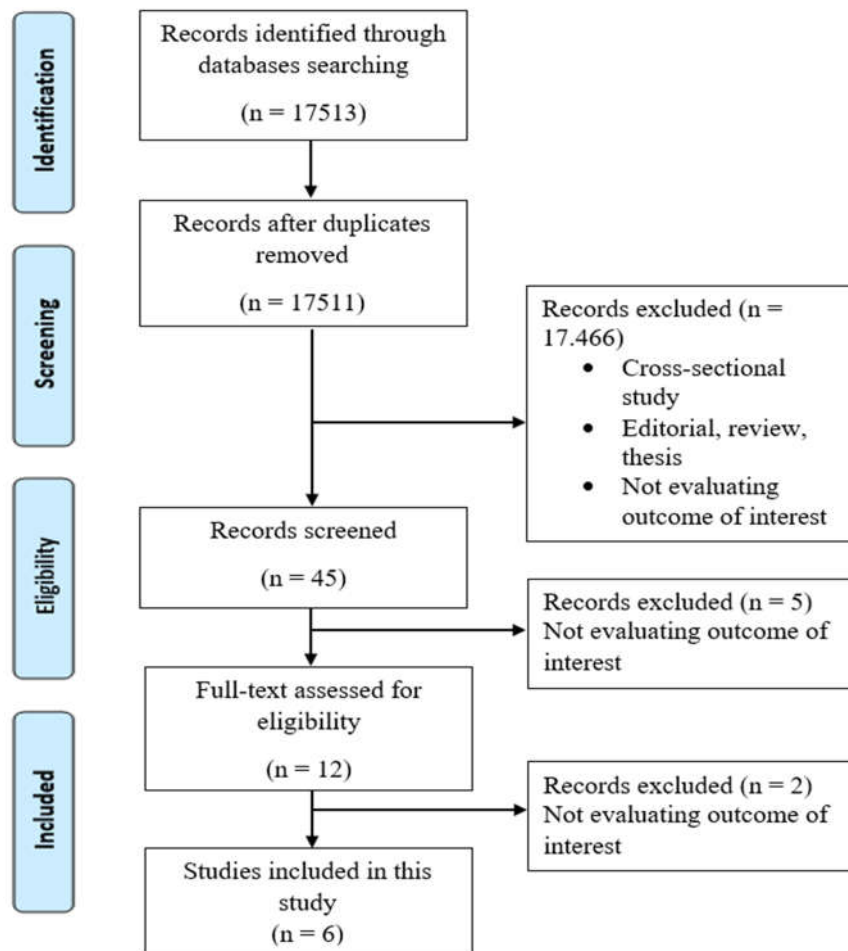 Identification
Records identified through
databases searching
(n = 17513)
Records after duplicates
removed
(n = 17511)
Screening
Records excluded (n =
17.466)
• Cross-sectional
study
• Editorial, review,
thesis
• Not evaluating
outcome of interest
Eligibility
Records screened
(n = 45)
Records excluded (n = 5)
Not evaluating outcome of
interest
Full-text assessed for
eligibility
(n = 12)
Included
Records excluded (n = 2)
Not evaluating outcome of
interest
Studies included in this
study
(n = 6)